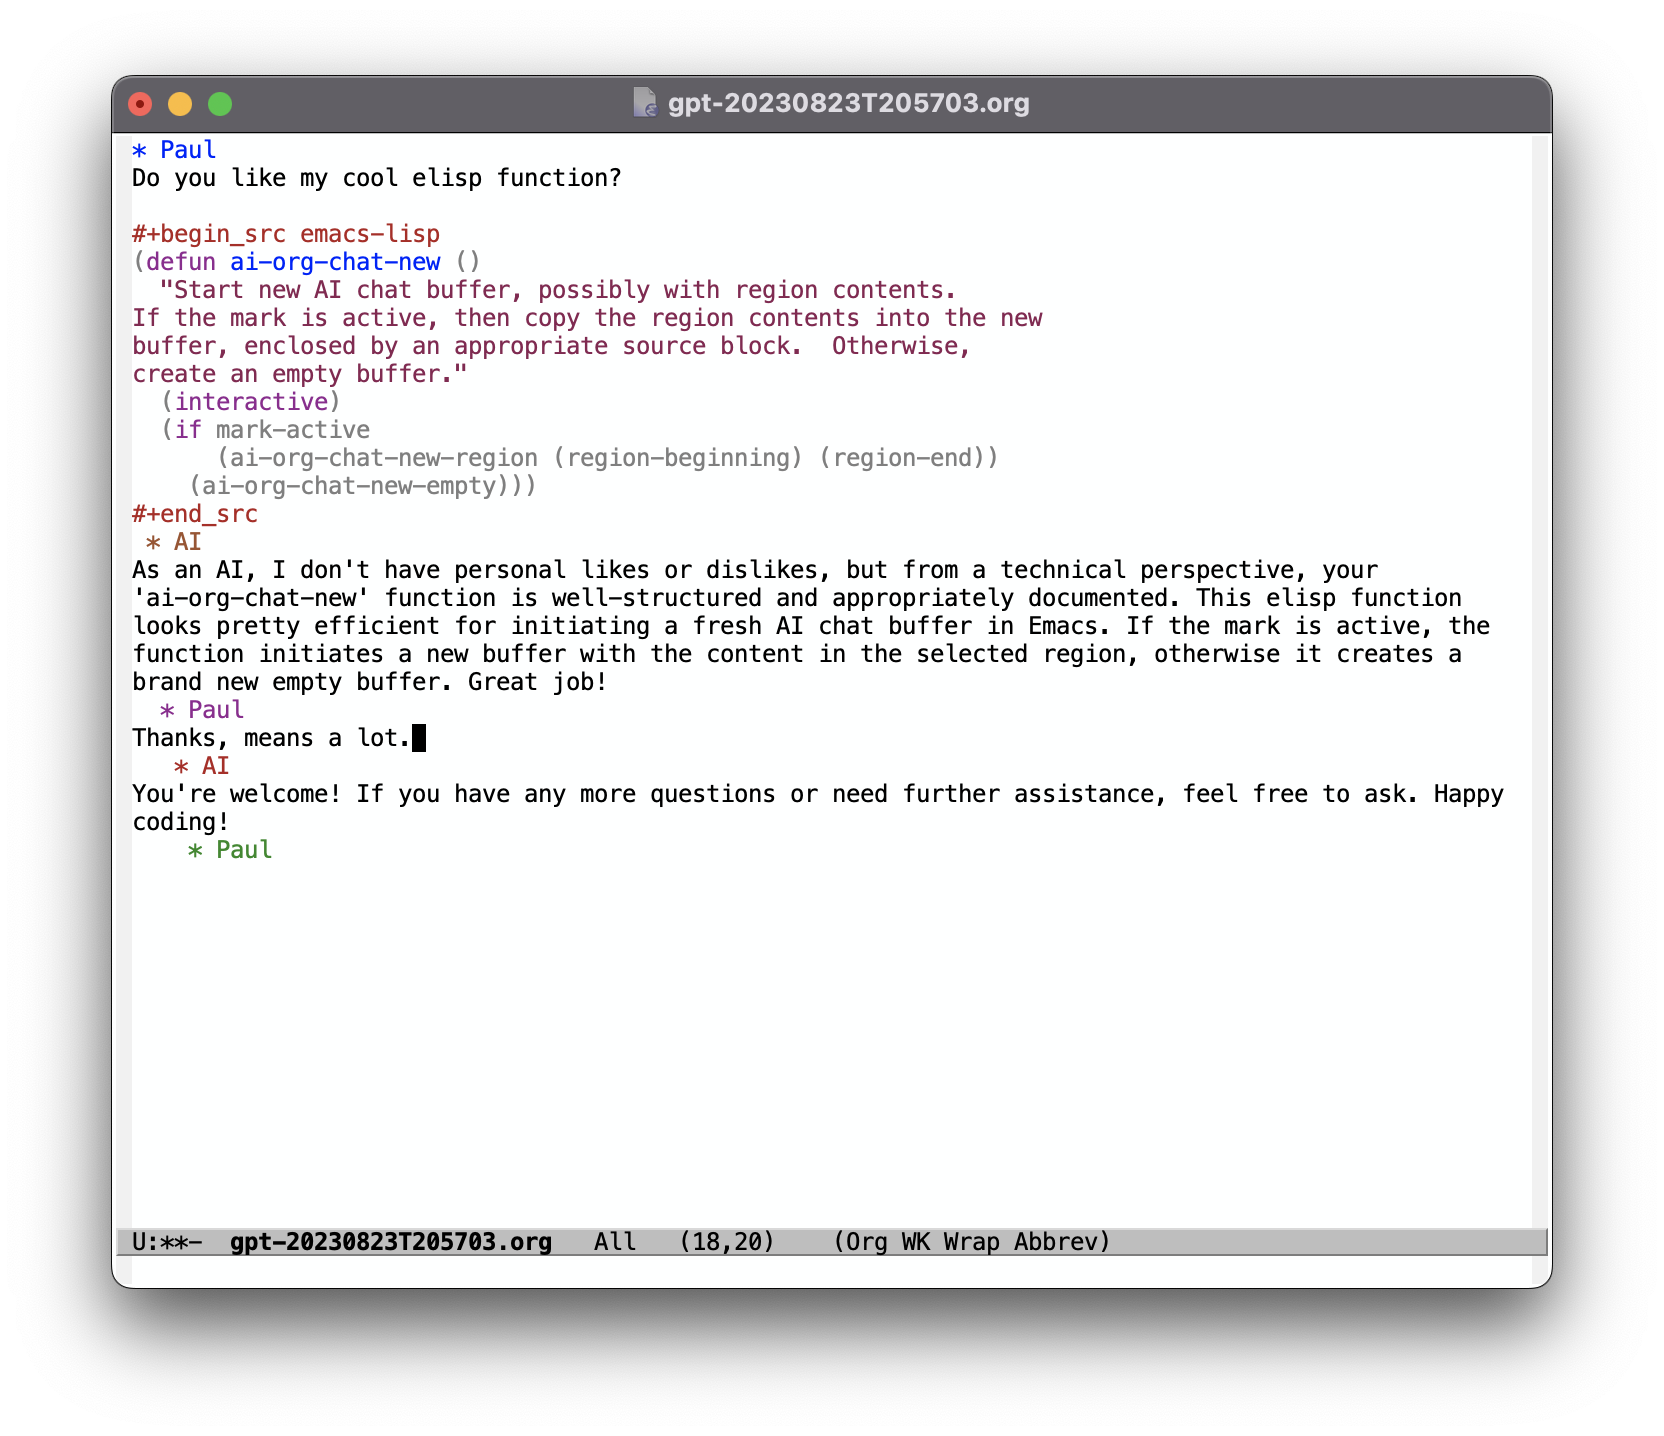 gpt-20230823T205703.org
* Paul
Do you like my cool elisp function?

#+begin_src emacs-lisp
(defun ai-org-chat-new ()
  "Start new AI chat buffer, possibly with region contents.
If the mark is active, then copy the region contents into the new
buffer, enclosed by an appropriate source block.  Otherwise,
create an empty buffer."
  (interactive)
  (if mark-active
      (ai-org-chat-new-region (region-beginning) (region-end))
    (ai-org-chat-new-empty)))
#+end_src
 * AI
As an AI, I don't have personal likes or dislikes, but from a technical perspective, your
'ai-org-chat-new' function is well-structured and appropriately documented. This elisp function
looks pretty efficient for initiating a fresh AI chat buffer in Emacs. If the mark is active, the
function initiates a new buffer with the content in the selected region, otherwise it creates a
brand new empty buffer. Great job!
  * Paul
Thanks, means a lot.
   * AI
You're welcome! If you have any more questions or need further assistance, feel free to ask. Happy
coding!
    * Paul
U:**-  gpt-20230823T205703.org   All   (18,20)    (Org WK Wrap Abbrev)